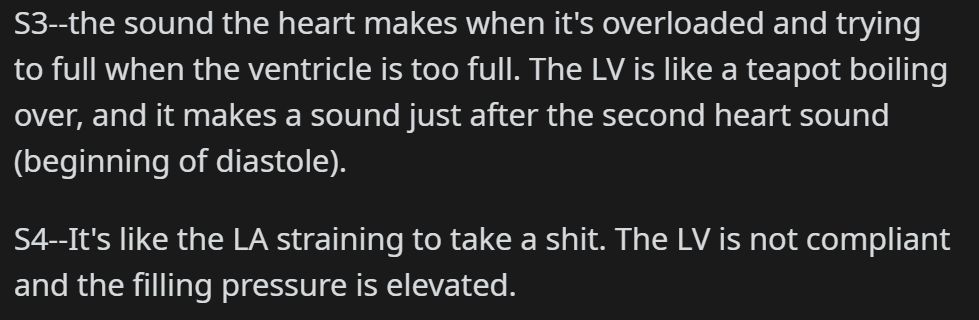 S3--the sound the heart makes when it's overloaded and trying
to full when the ventricle is too full. The LV is like a teapot boiling
over, and it makes a sound just after the second heart sound
(beginning of diastole).
S4--It's like the LA straining to take a shit. The LV is not compliant
and the filling pressure is elevated.